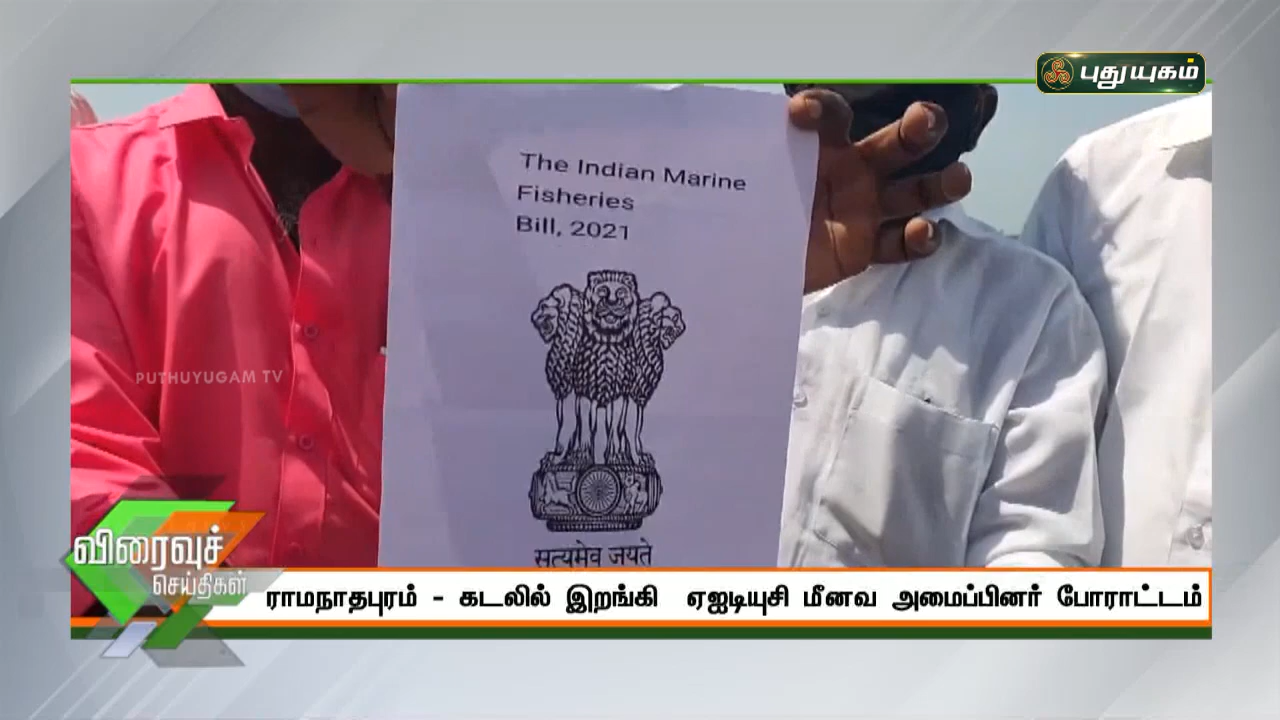 புதுயுகம்
The Indian Marine
Fisheries
Bill, 2021
PUTHUYUGAM TV
सत्यमेव जयते
விரைவுச்
செய்திகள்
ராமநாதபுரம் - கடலில் இறங்கி ஏஐடியுசி மீனவ அமைப்பினர் போராட்டம்